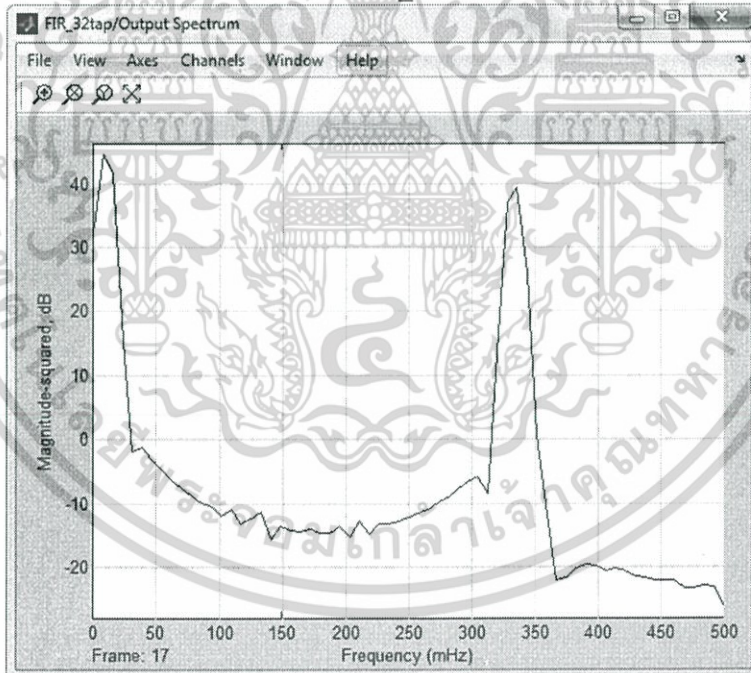 FIR_32tap/Output Spectrum
File View Axes Channels Window Help
Magnitude-squared, dB
40
30
20
10
0
-10
-20
0 50 100 150 200 250 300 350 400 450 500
Frame: 17
Frequency (mHz)